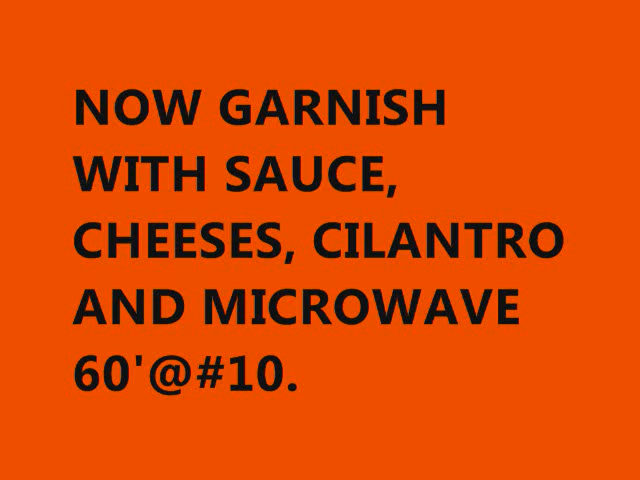 NOW GARNISH
WITH SAUCE,
CHEESES, CILANTRO
AND MICROWAVE
60'@#10.